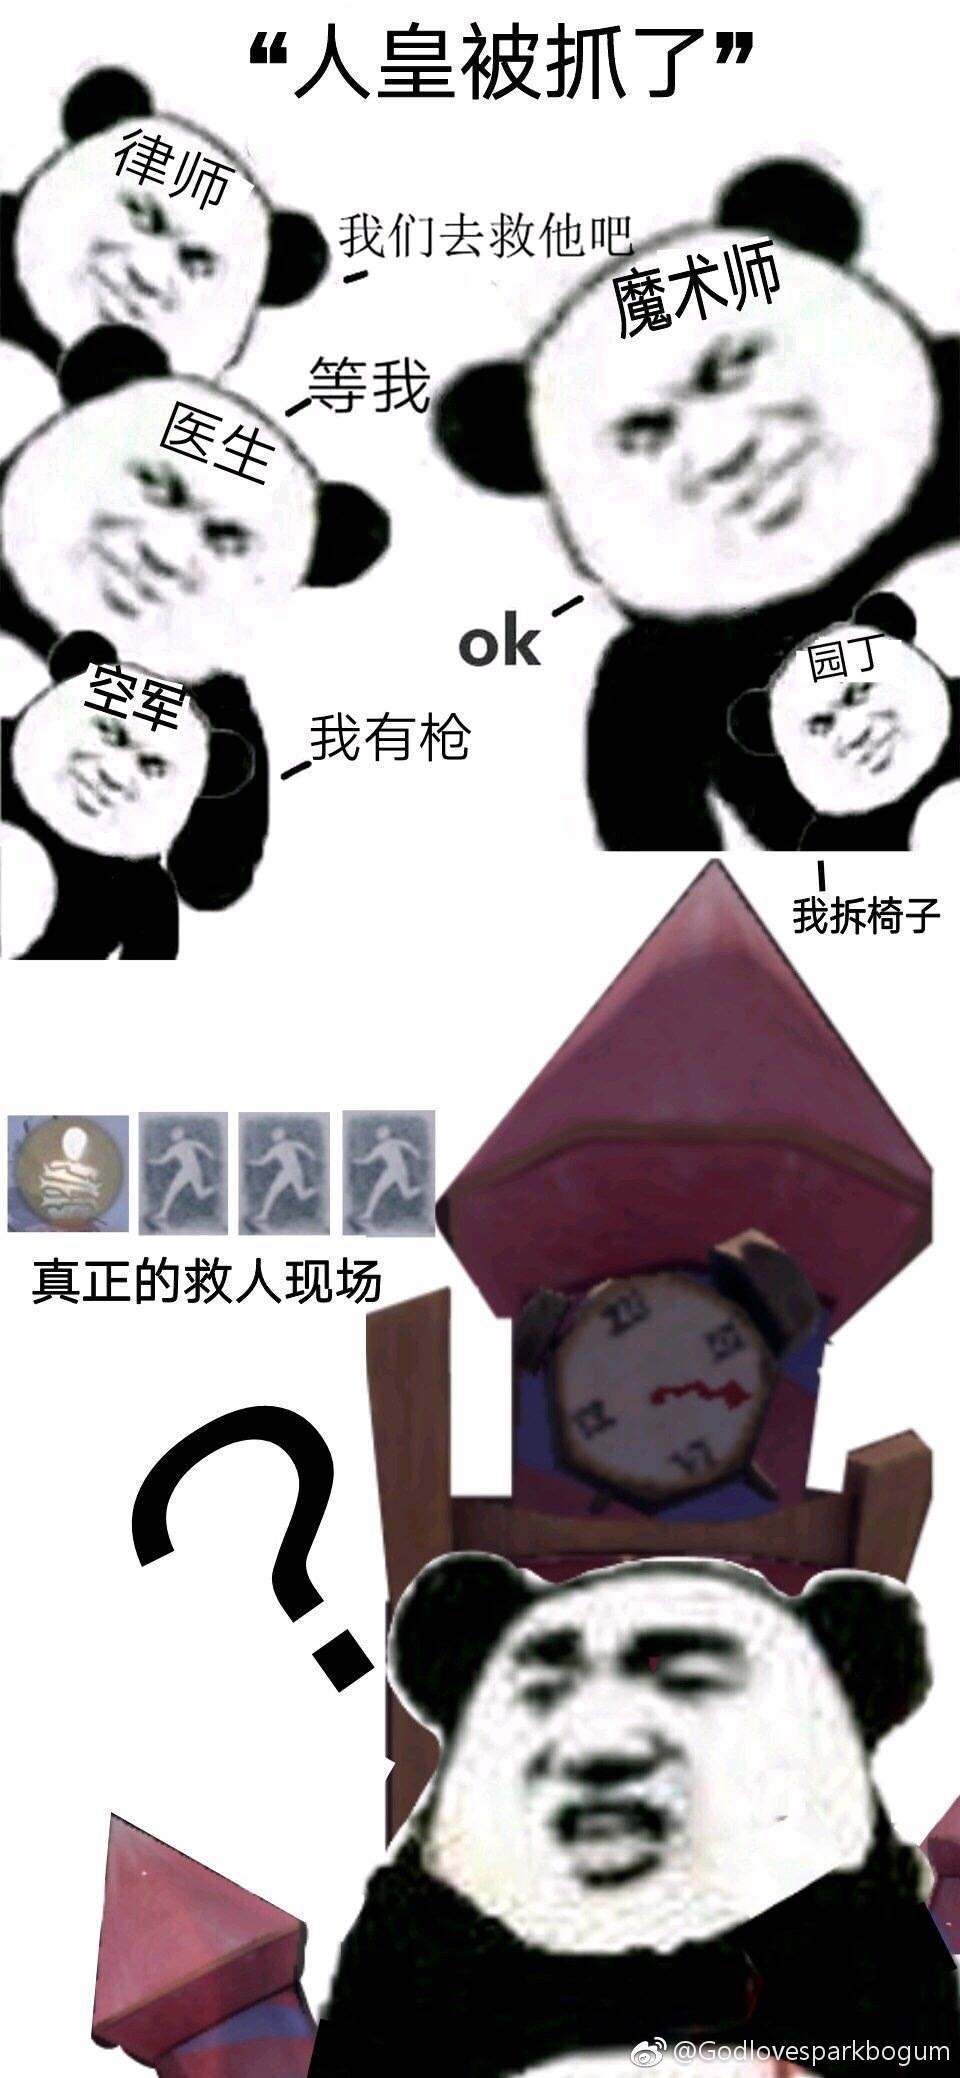 “人皇被抓了”
律师
我们去救他吧
魔术师
等我
医生
ok
园丁
空军
我有枪
我拆椅子
真正的救人现场
?
@Godlovesparkbogum